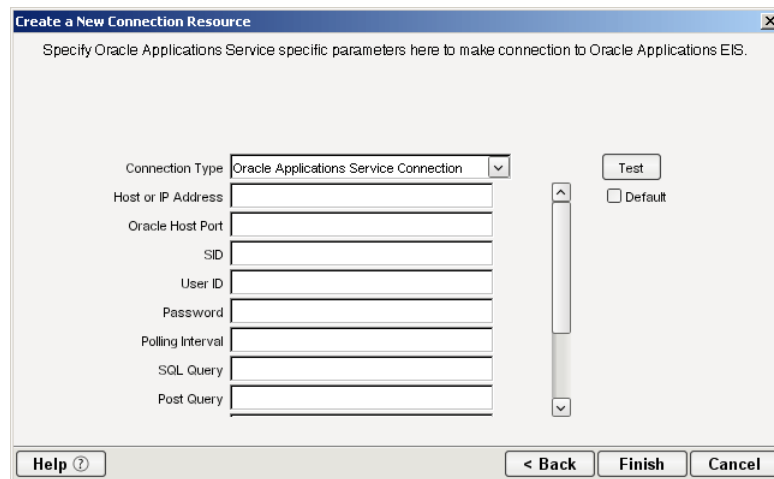 Create a New Connection Resource
Specify Oracle Applications Service specific parameters here to make connection to Oracle Applications EIS.
Connection Type Oracle Applications Service Connection Test
Host or IP Address Default
Oracle Host Port
SID
User ID
Password
Polling Interval
SQL Query
Post Query
Help ? < Back Finish Cancel